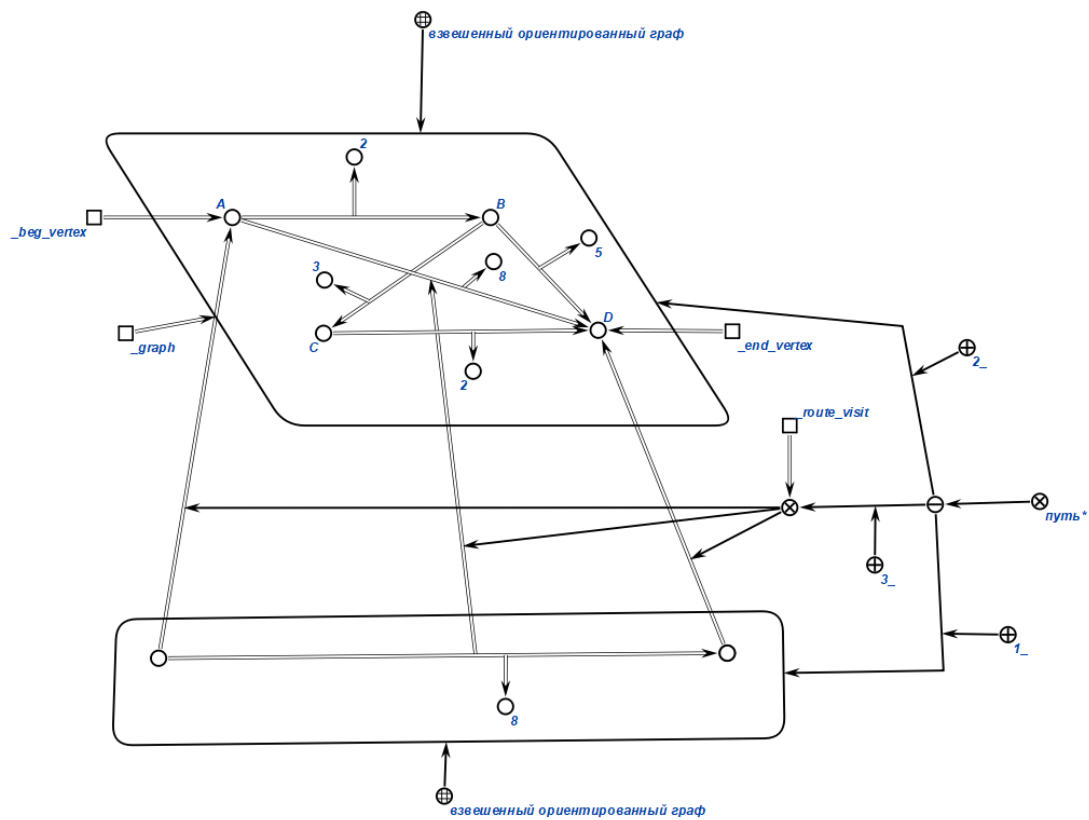 взвешенный ориентированный граф
2
A
B
_beg_vertex
5
3
8
D
_graph
C
_end_vertex
2_
2
_route_visit
путь*
3_
1_
8
взвешенный ориентированный граф